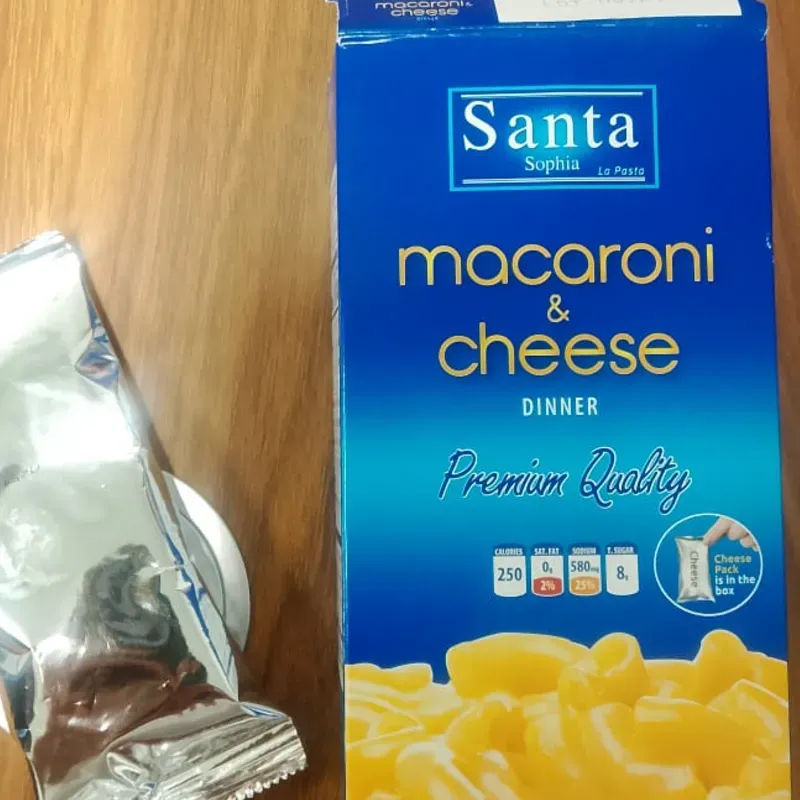 macaroni &
cheese
Santa
Sophia
La Pasta
macaroni
&
cheese
DINNER
Premium Quality
CALORIES
250
SAT. FAT
0g
2%
SODIUM
580mg
25%
T. SUGAR
8g
Cheese
Cheese
Pack
is in the
box